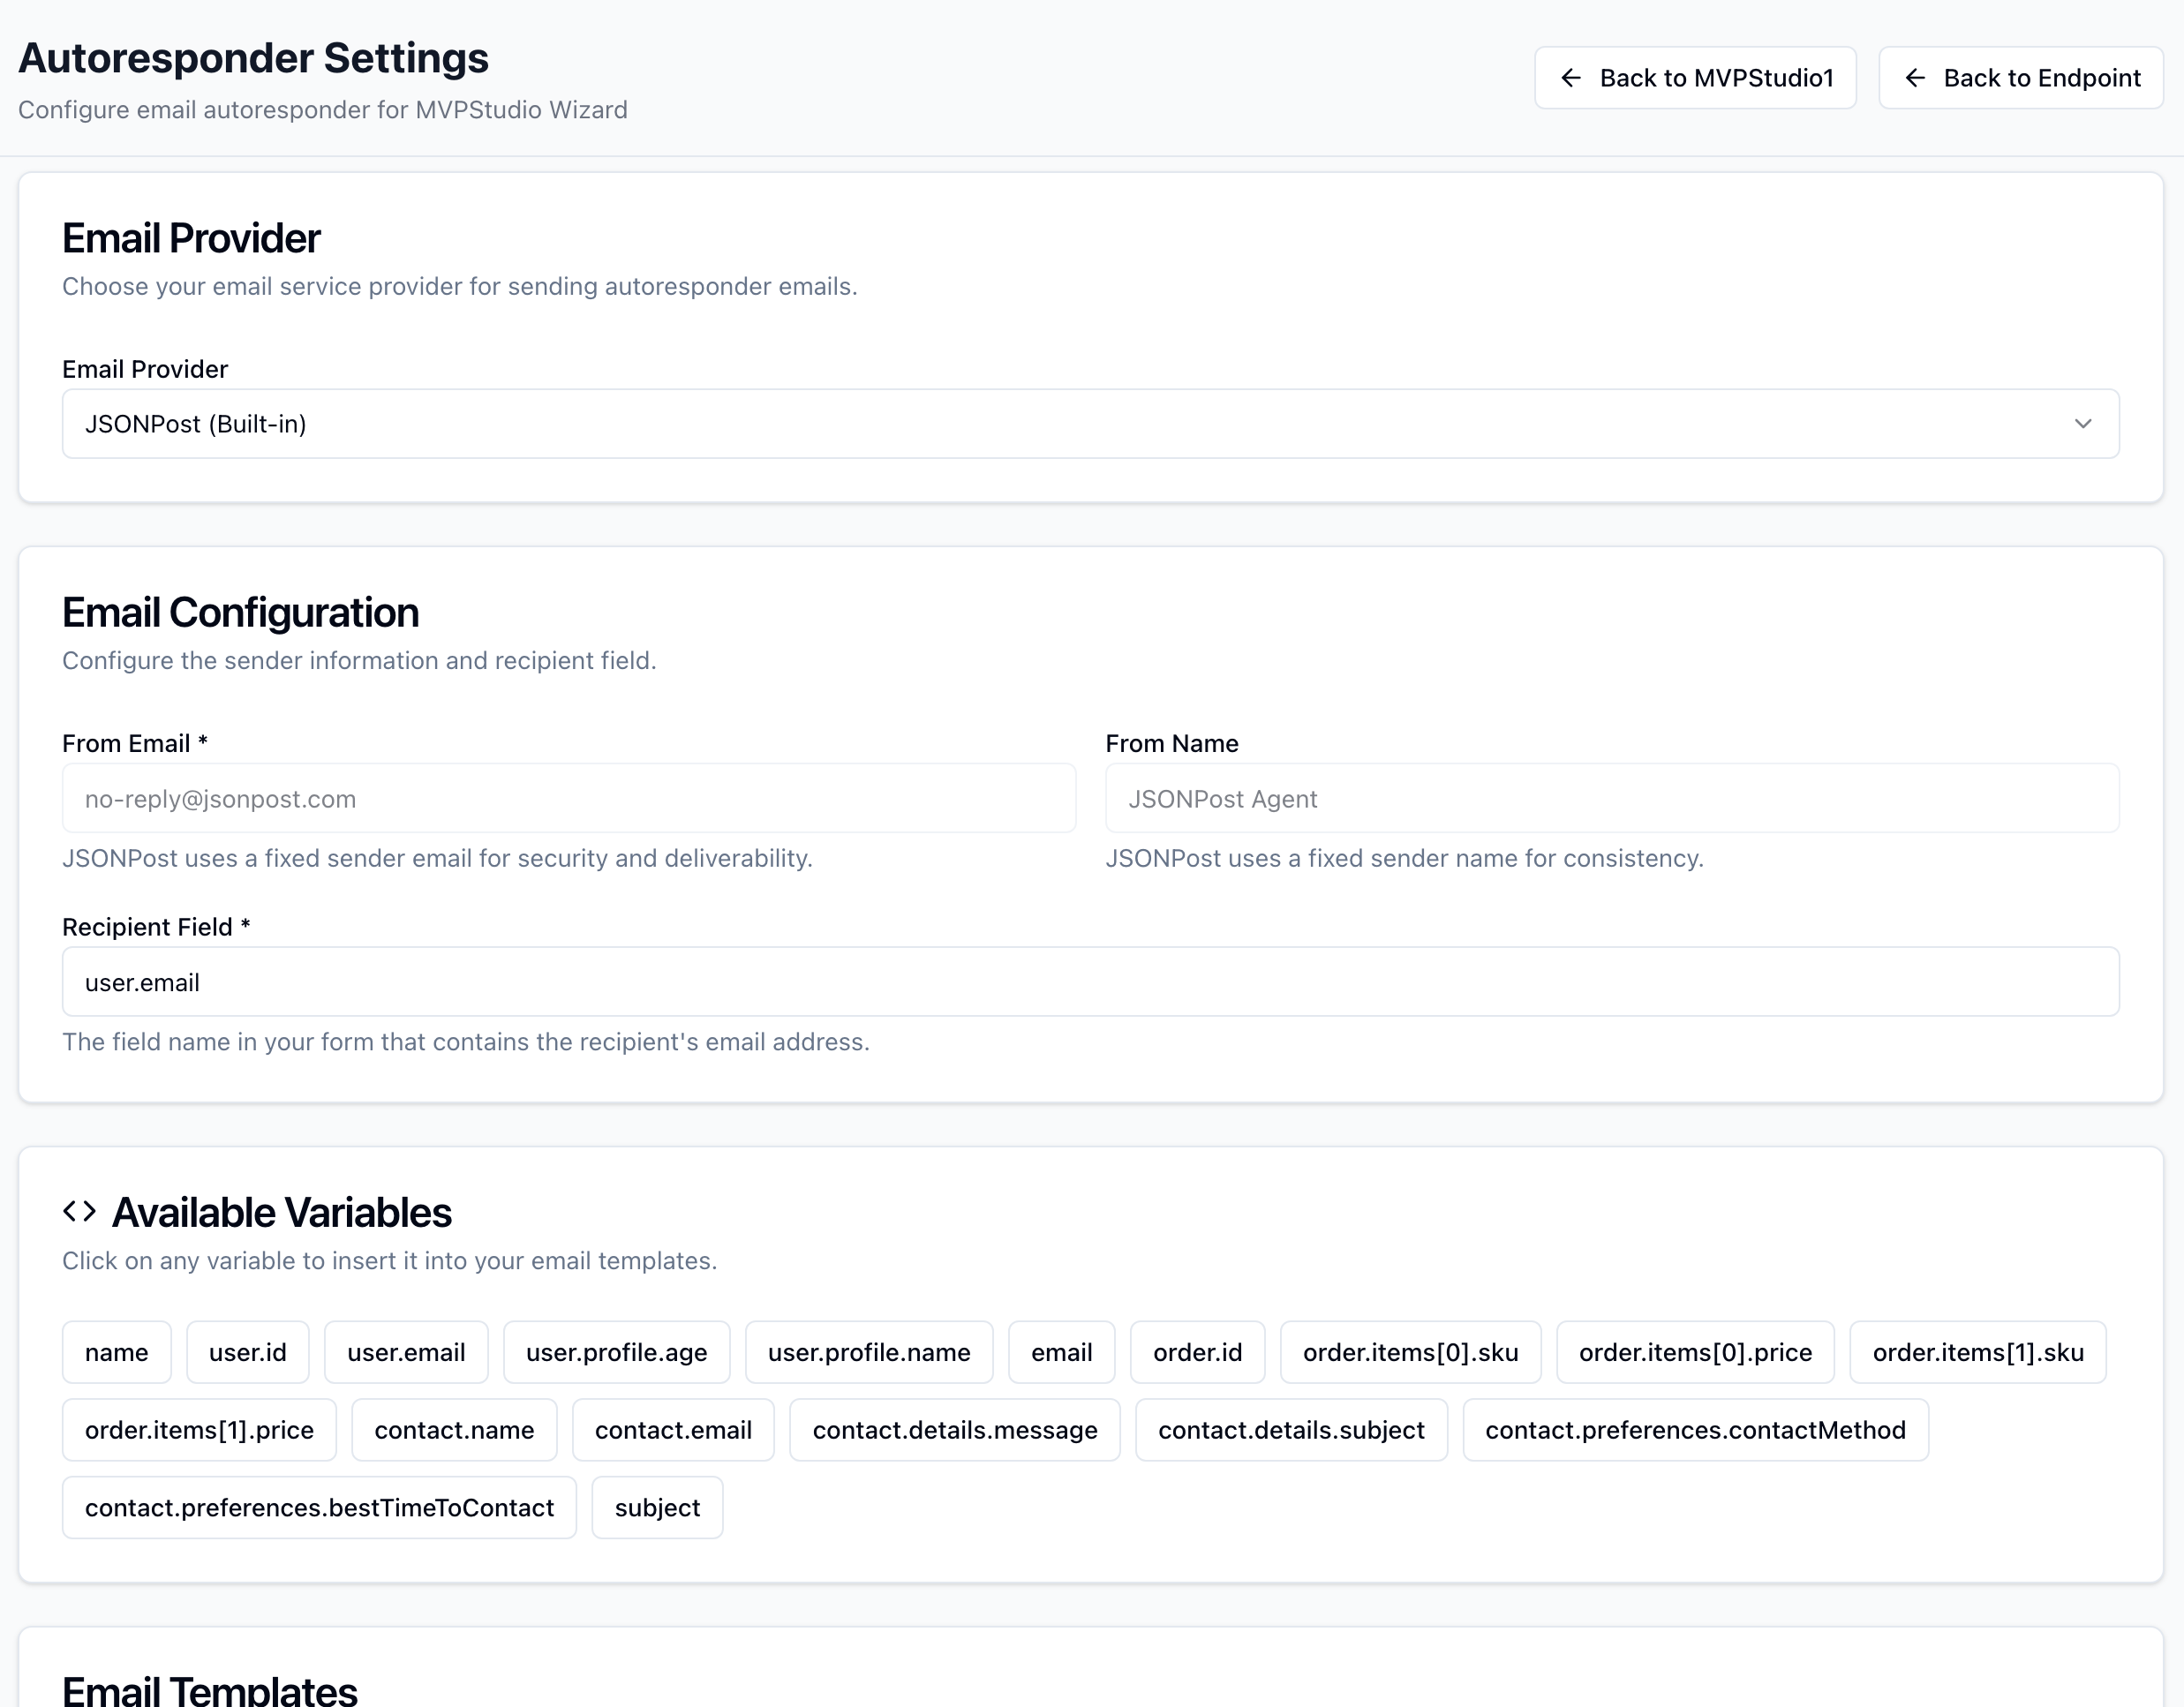 Autoresponder Settings
Configure email autoresponder for MVPStudio Wizard
Back to MVPStudio1
Back to Endpoint
Email Provider
Choose your email service provider for sending autoresponder emails.
Email Provider
JSONPost (Built-in)
Email Configuration
Configure the sender information and recipient field.
From Email *
no-reply@jsonpost.com
JSONPost uses a fixed sender email for security and deliverability.
From Name
JSONPost Agent
JSONPost uses a fixed sender name for consistency.
Recipient Field *
user.email
The field name in your form that contains the recipient's email address.
<> Available Variables
Click on any variable to insert it into your email templates.
name user.id user.email user.profile.age user.profile.name email order.id order.items[0].sku order.items[0].price order.items[1].sku
order.items[1].price contact.name contact.email contact.details.message contact.details.subject contact.preferences.contactMethod
contact.preferences.bestTimeToContact subject
Email Templates